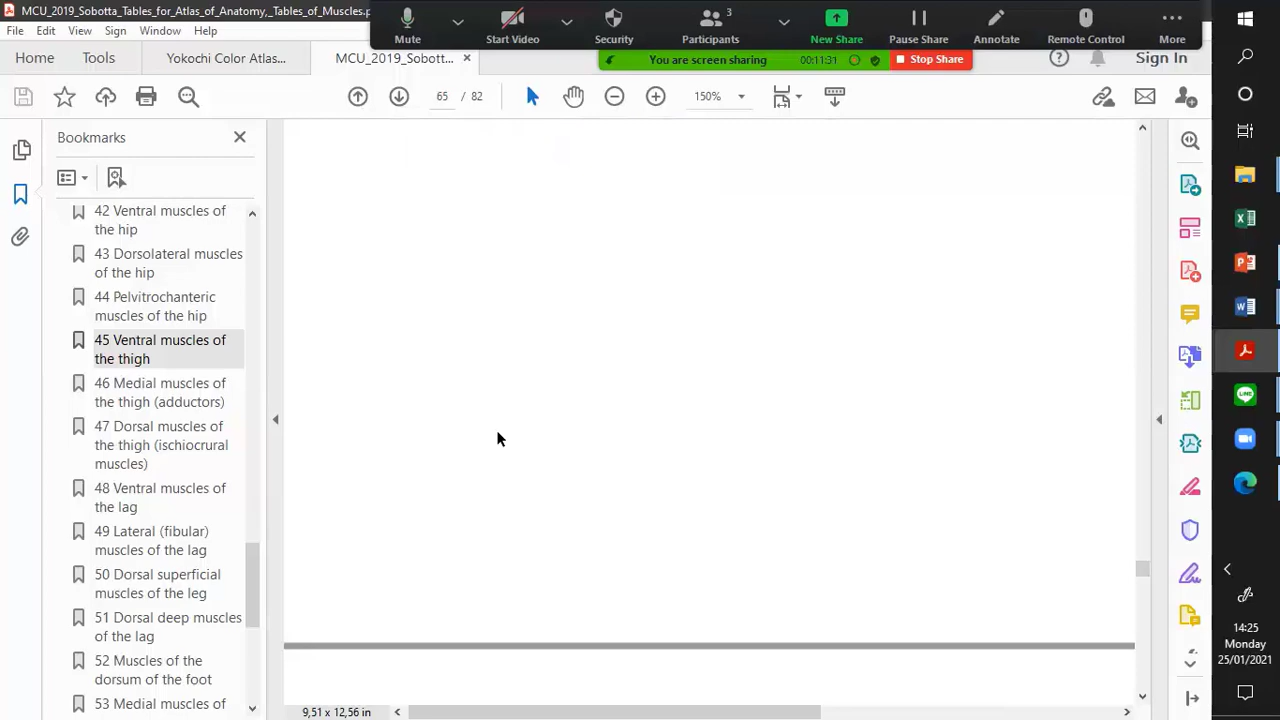 MCU_2019_Sobotta_Tables_for_Atlas_of_Anatomy,_Tables_of_Muscles.p
File Edit View Sign Window Help
Mute
Start Video
Security
3
Participants
New Share
Pause Share
Annotate
Remote Control
More
You are screen sharing
00:11:31
Stop Share
Home
Tools
Yokochi Color Atlas...
MCU_2019_Sobott...
Sign In
65 / 82
150%
Bookmarks
42 Ventral muscles of
the hip
43 Dorsolateral muscles
of the hip
44 Pelvitrochanteric
muscles of the hip
45 Ventral muscles of
the thigh
46 Medial muscles of
the thigh (adductors)
47 Dorsal muscles of
the thigh (ischiocrural
muscles)
48 Ventral muscles of
the lag
49 Lateral (fibular)
muscles of the lag
50 Dorsal superficial
muscles of the leg
51 Dorsal deep muscles
of the lag
52 Muscles of the
dorsum of the foot
53 Medial muscles of
9,51 x 12,56 in
LINE
14:25
Monday
25/01/2021